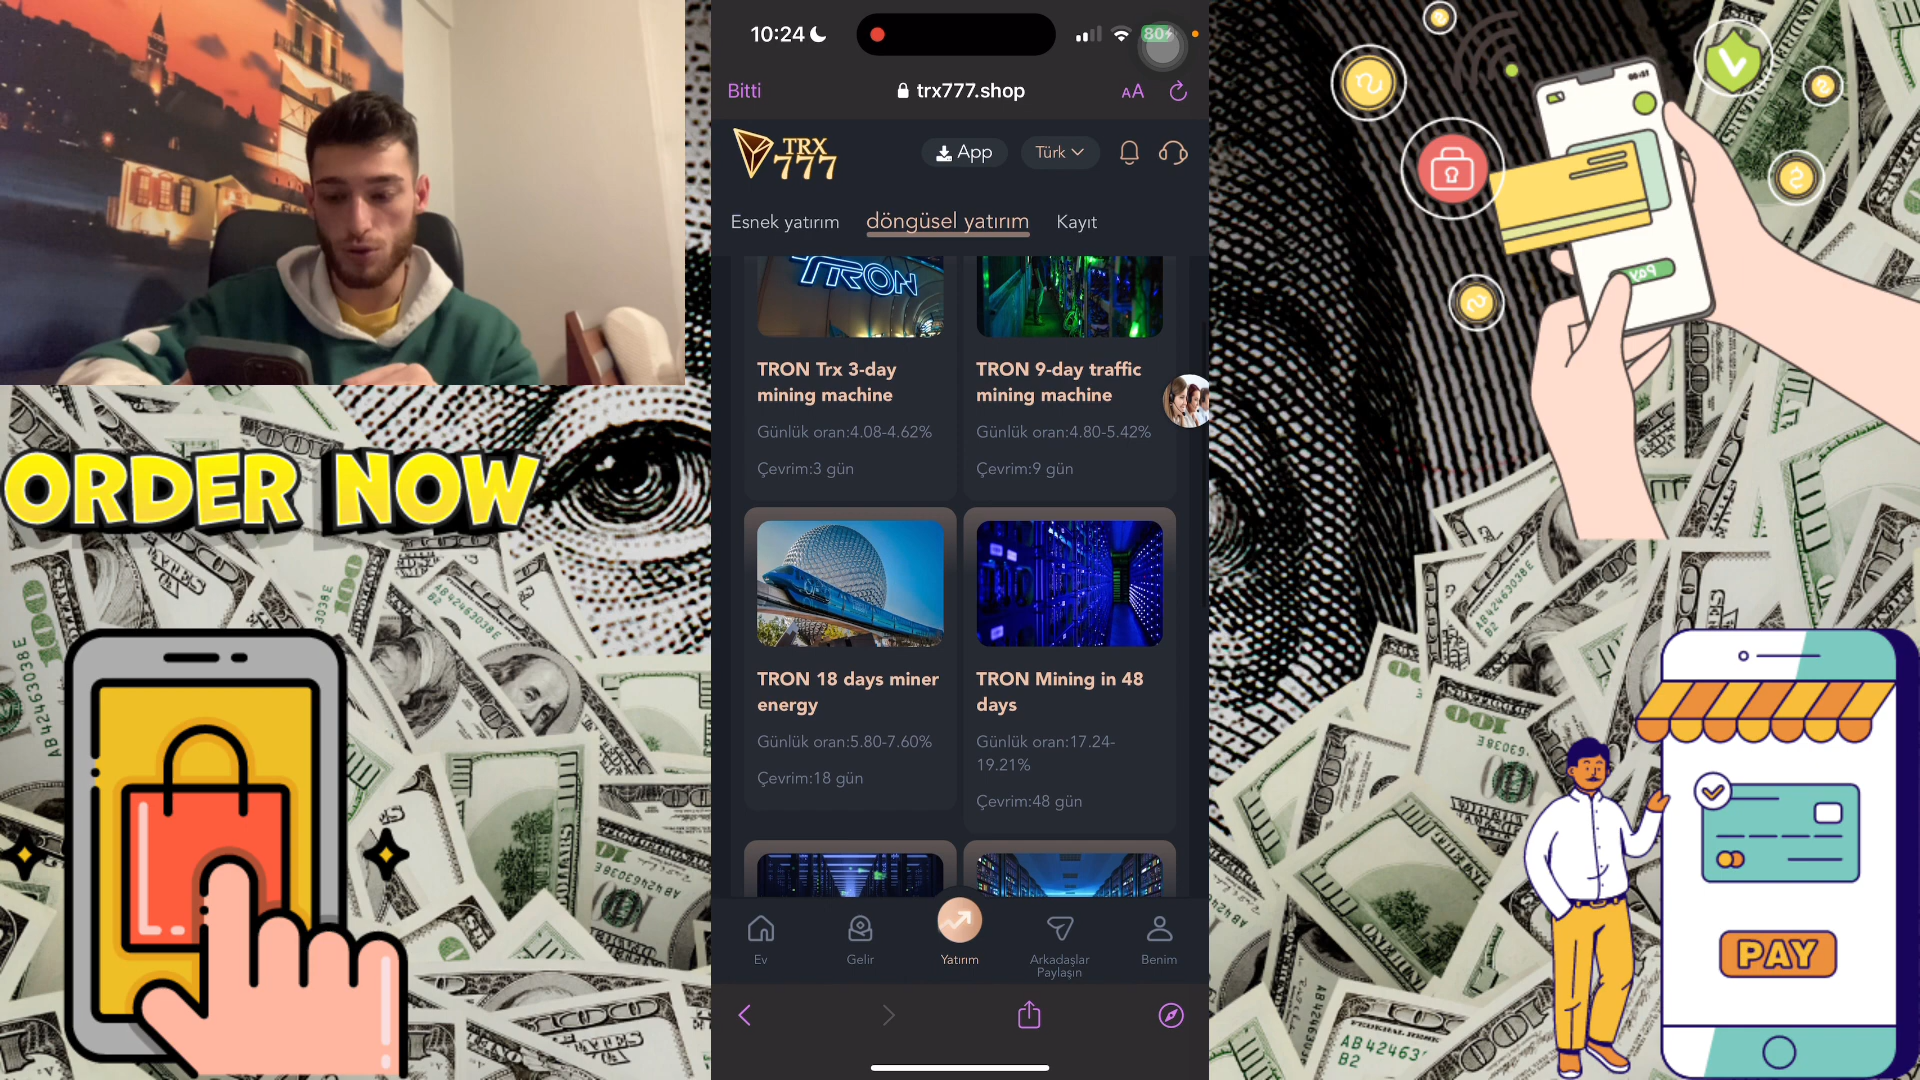 10:24
80
Bitti
trx777.shop
AA
TRX
777
App
Türk
Esnek yatırım
döngüsel yatırım
Kayıt
TRON
TRON Trx 3-day
mining machine
Günlük oran:4.08-4.62%
Çevrim:3 gün
TRON 9-day traffic
mining machine
Günlük oran:4.80-5.42%
Çevrim:9 gün
TRON 18 days miner
energy
Günlük oran:5.80-7.60%
Çevrim:18 gün
TRON Mining in 48
days
Günlük oran:17.24-
19.21%
Çevrim:48 gün
Ev
Gelir
Yatırım
Arkadaşlar
Paylaşın
Benim
ORDER NOW
PAY
PAY